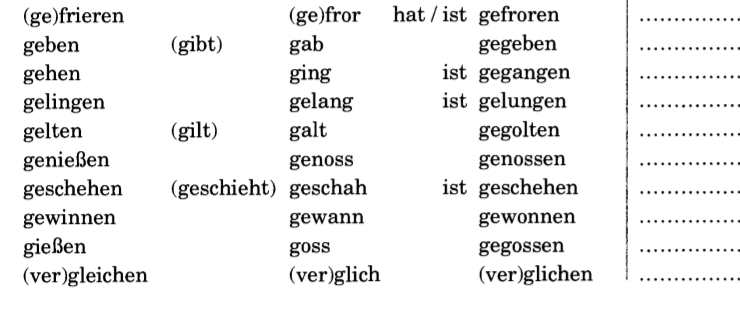 (ge)frieren (ge)fror hat / ist gefroren ................
geben (gibt) gab gegeben ................
gehen ging ist gegangen ................
gelingen gelang ist gelungen ................
gelten (gilt) galt gegolten ................
genießen genoss genossen ................
geschehen (geschieht) geschah ist geschehen ................
gewinnen gewann gewonnen ................
gießen goss gegossen ................
(ver)gleichen (ver)glich (ver)glichen ................